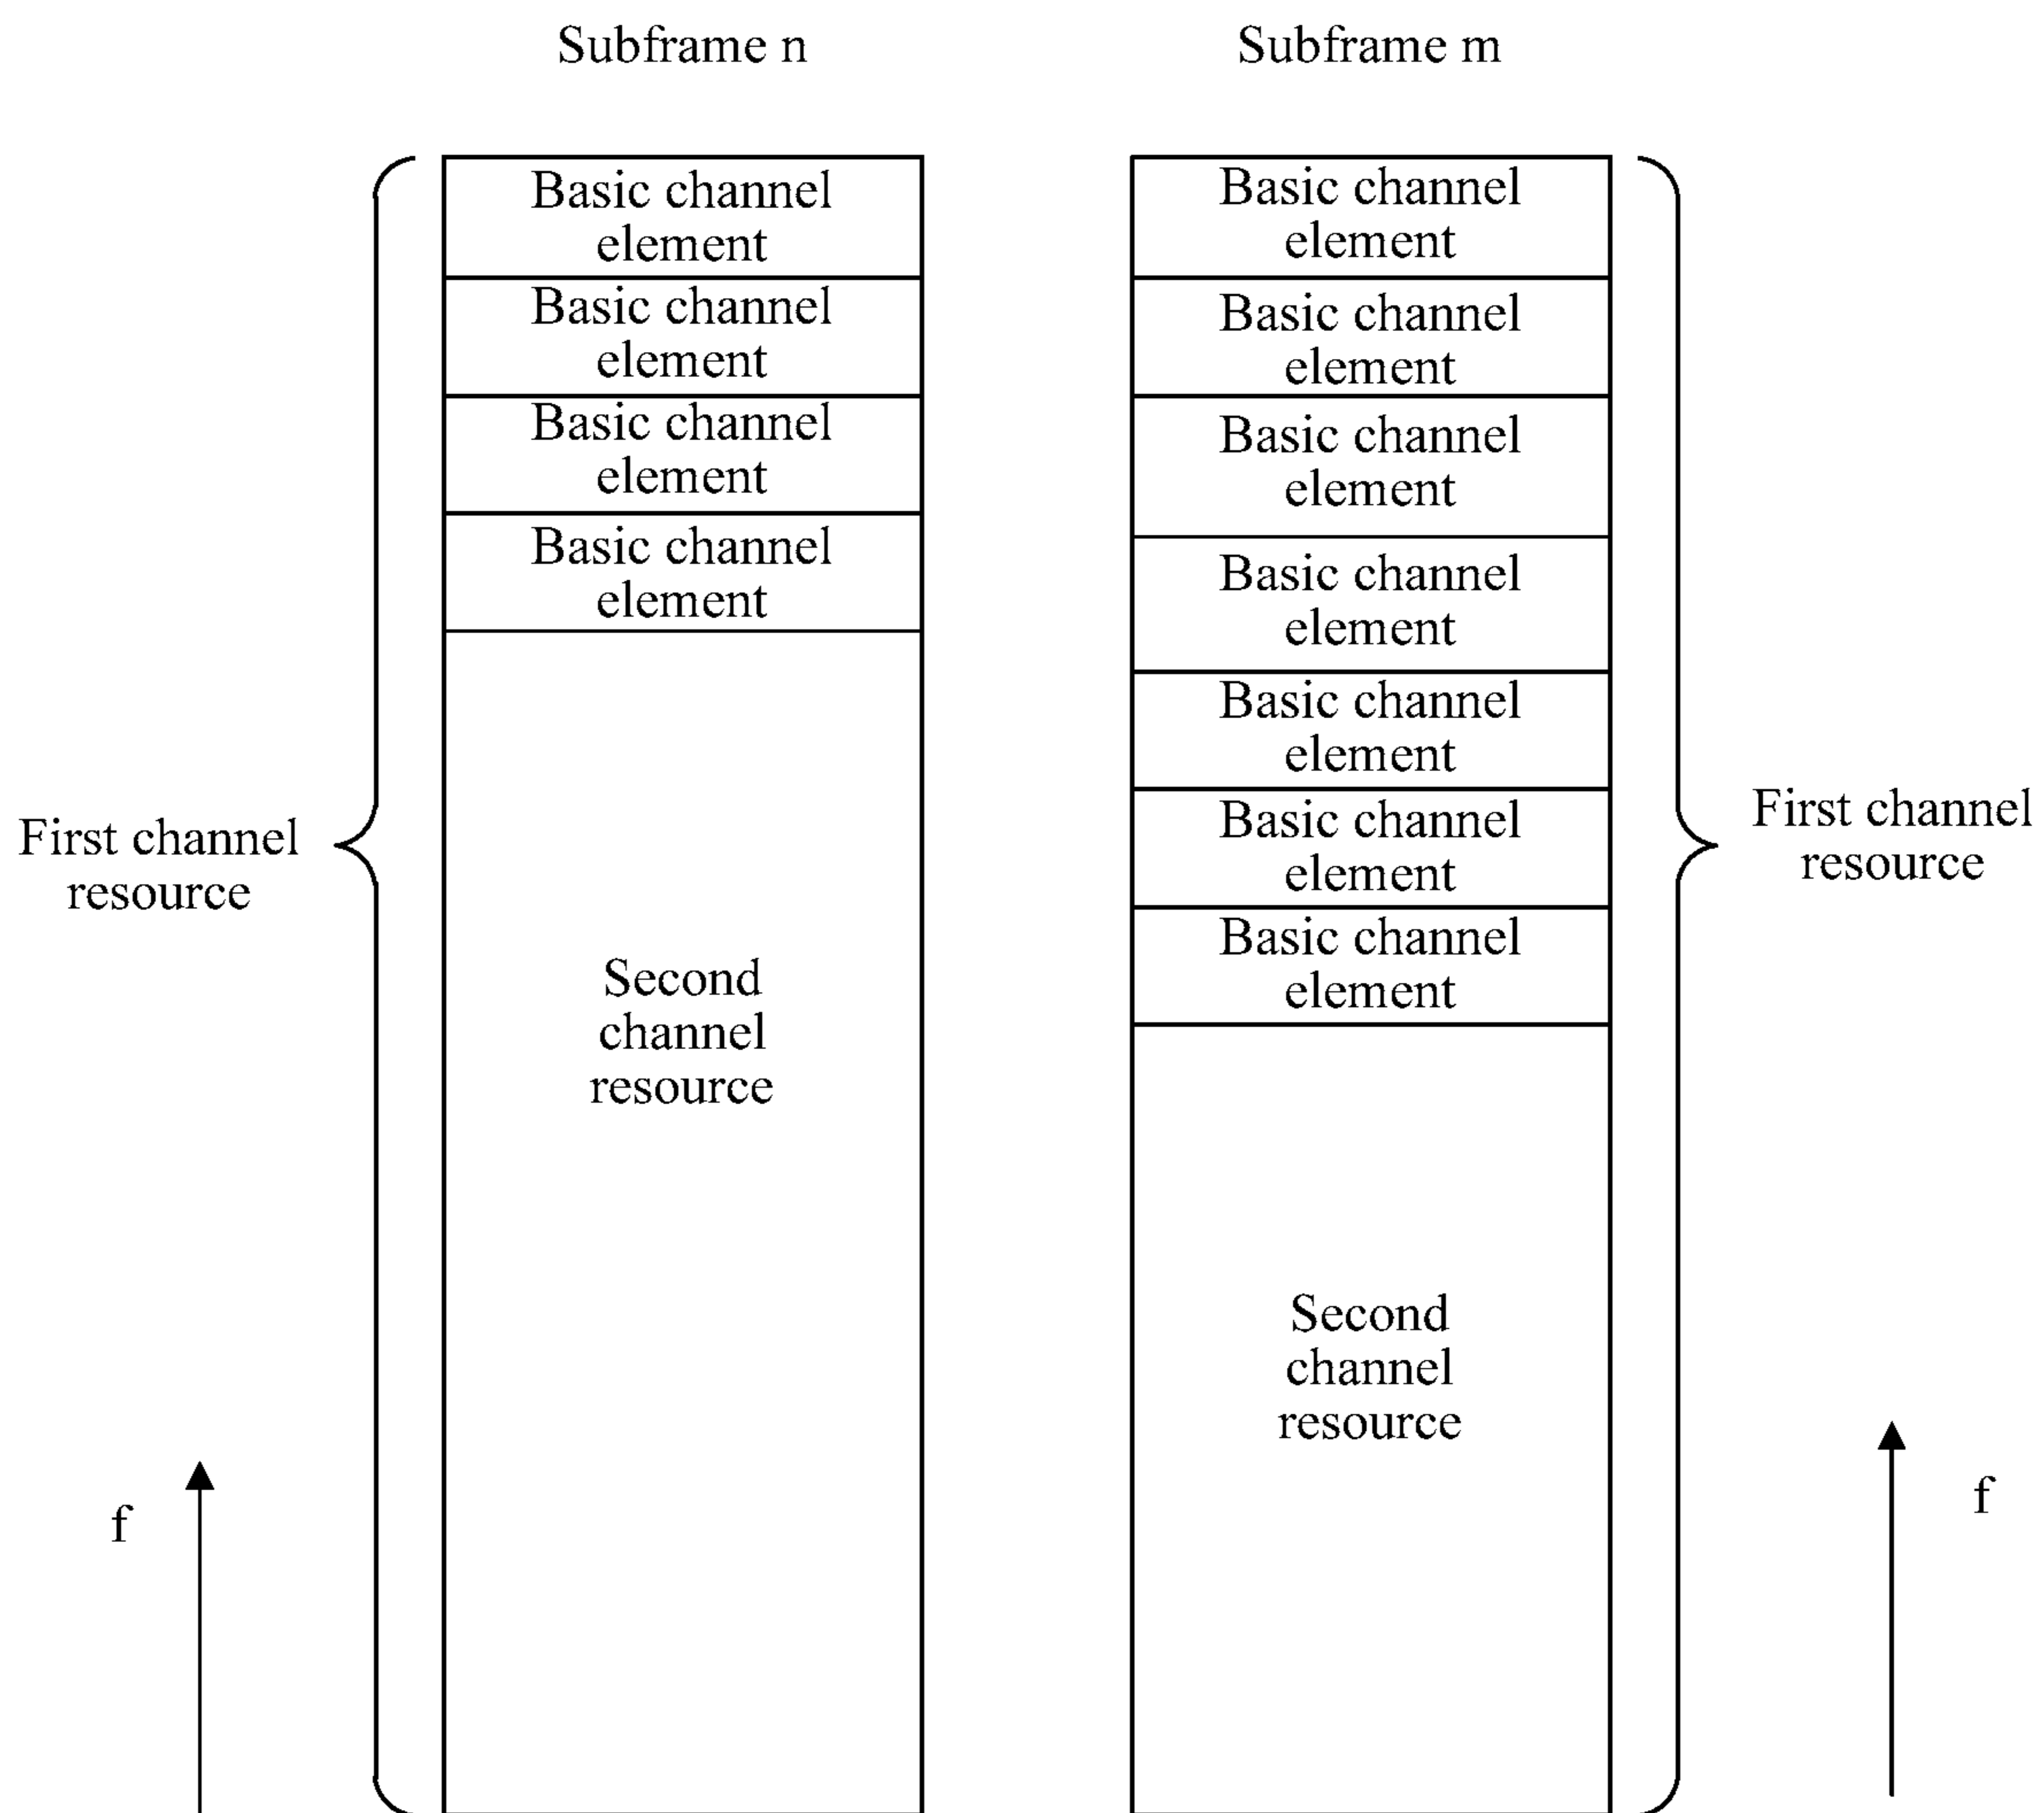 Subframe n
Subframe m
Basic channel
element
Basic channel
element
Basic channel
element
Basic channel
element
Second
channel
resource
First channel
resource
f
Basic channel
element
Basic channel
element
Basic channel
element
Basic channel
element
Basic channel
element
Basic channel
element
Basic channel
element
Second
channel
resource
First channel
resource
f